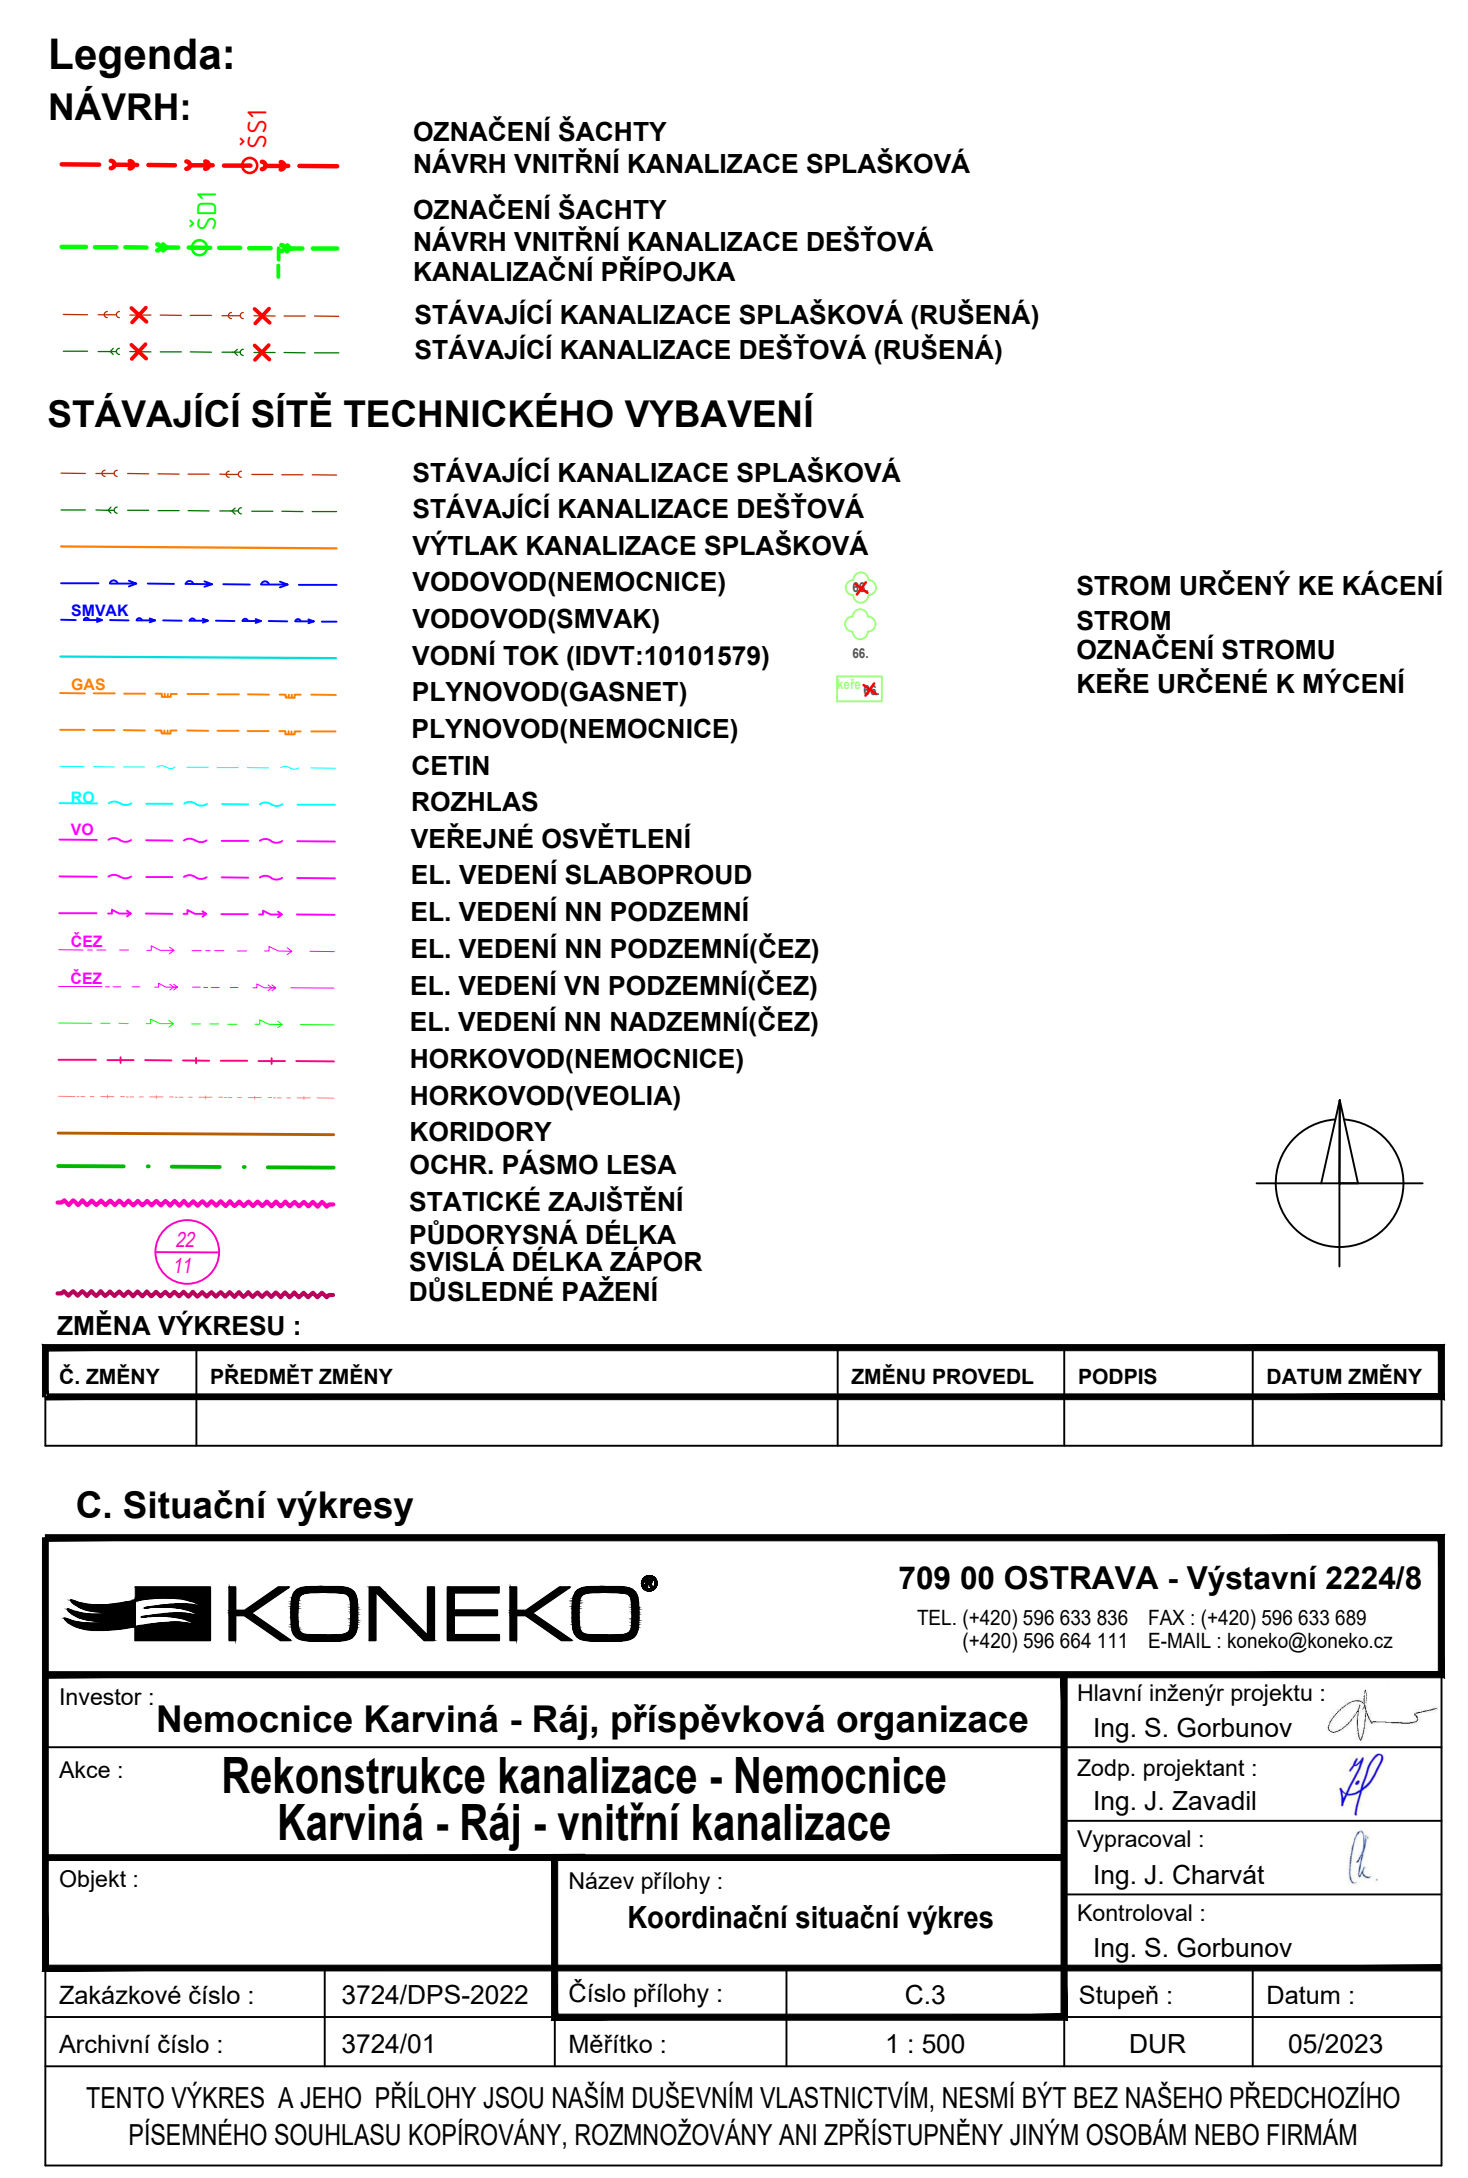 Legenda:
NÁVRH:
ŠS1
OZNAČENÍ ŠACHTY
NÁVRH VNITŘNÍ KANALIZACE SPLAŠKOVÁ
ŠD1
OZNAČENÍ ŠACHTY
NÁVRH VNITŘNÍ KANALIZACE DEŠŤOVÁ
KANALIZAČNÍ PŘÍPOJKA
STÁVAJÍCÍ KANALIZACE SPLAŠKOVÁ (RUŠENÁ)
STÁVAJÍCÍ KANALIZACE DEŠŤOVÁ (RUŠENÁ)
STÁVAJÍCÍ SÍTĚ TECHNICKÉHO VYBAVENÍ
STÁVAJÍCÍ KANALIZACE SPLAŠKOVÁ
STÁVAJÍCÍ KANALIZACE DEŠŤOVÁ
VÝTLAK KANALIZACE SPLAŠKOVÁ
VODOVOD(NEMOCNICE)
SMVAK VODOVOD(SMVAK)
VODNÍ TOK (IDVT:10101579)
GAS PLYNOVOD(GASNET)
PLYNOVOD(NEMOCNICE)
CETIN
RO ROZHLAS
VO VEŘEJNÉ OSVĚTLENÍ
EL. VEDENÍ SLABOPROUD
EL. VEDENÍ NN PODZEMNÍ
ČEZ EL. VEDENÍ NN PODZEMNÍ(ČEZ)
ČEZ EL. VEDENÍ VN PODZEMNÍ(ČEZ)
EL. VEDENÍ NN NADZEMNÍ(ČEZ)
HORKOVOD(NEMOCNICE)
HORKOVOD(VEOLIA)
KORIDORY
OCHR. PÁSMO LESA
STATICKÉ ZAJIŠTĚNÍ
22 PŮDORYSNÁ DÉLKA
11 SVISLÁ DÉLKA ZÁPOR
DŮSLEDNÉ PAŽENÍ
STROM URČENÝ KE KÁCENÍ
STROM
66. OZNAČENÍ STROMU
keře KEŘE URČENÉ K MÝCENÍ
ZMĚNA VÝKRESU :
Č. ZMĚNY PŘEDMĚT ZMĚNY ZMĚNU PROVEDL PODPIS DATUM ZMĚNY
C. Situační výkresy
KONEKO®
709 00 OSTRAVA - Výstavní 2224/8
TEL. (+420) 596 633 836 FAX : (+420) 596 633 689
(+420) 596 664 111 E-MAIL : koneko@koneko.cz
Investor :
Nemocnice Karviná - Ráj, příspěvková organizace
Hlavní inženýr projektu :
Ing. S. Gorbunov
Akce :
Rekonstrukce kanalizace - Nemocnice
Karviná - Ráj - vnitřní kanalizace
Zodp. projektant :
Ing. J. Zavadil
Vypracoval :
Ing. J. Charvát
Objekt :
Název přílohy :
Koordinační situační výkres
Kontroloval :
Ing. S. Gorbunov
Zakázkové číslo : 3724/DPS-2022 Číslo přílohy : C.3 Stupeň : Datum :
Archivní číslo : 3724/01 Měřítko : 1 : 500 DUR 05/2023
TENTO VÝKRES A JEHO PŘÍLOHY JSOU NAŠÍM DUŠEVNÍM VLASTNICTVÍM, NESMÍ BÝT BEZ NAŠEHO PŘEDCHOZÍHO
PÍSEMNÉHO SOUHLASU KOPÍROVÁNY, ROZMNOŽOVÁNY ANI ZPŘÍSTUPNĚNY JINÝM OSOBÁM NEBO FIRMÁM